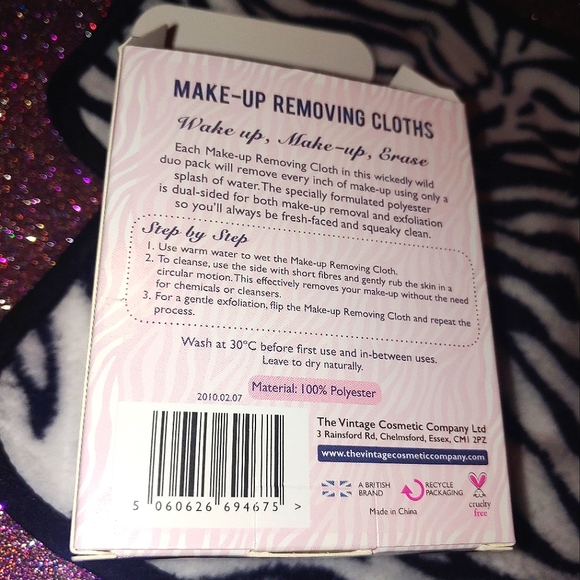 MAKE-UP REMOVING CLOTHS
Wake up, Make-up, Erase
Each Make-up Removing Cloth in this wickedly wild
duo pack will remove every inch of make-up using only a
splash of water. The specially formulated polyester
is dual-sided for both make-up removal and exfoliation
so you'll always be fresh-faced and squeaky clean.
Step by Step
1. Use warm water to wet the Make-up Removing Cloth.
2. To cleanse, use the side with short fibres and gently rub the skin in a
circular motion. This effectively removes your make-up without the need
for chemicals or cleansers.
3. For a gentle exfoliation, flip the Make-up Removing Cloth and repeat the
process.
Wash at 30°C before first use and in-between uses.
Leave to dry naturally.
Material: 100% Polyester
2010.02.07
5 060626 694675 >
The Vintage Cosmetic Company Ltd
3 Rainsford Rd, Chelmsford, Essex, CM1 2PZ
www.thevintagecosmeticcompany.com
A BRITISH
BRAND
RECYCLE
PACKAGING
cruelty
free
Made in China